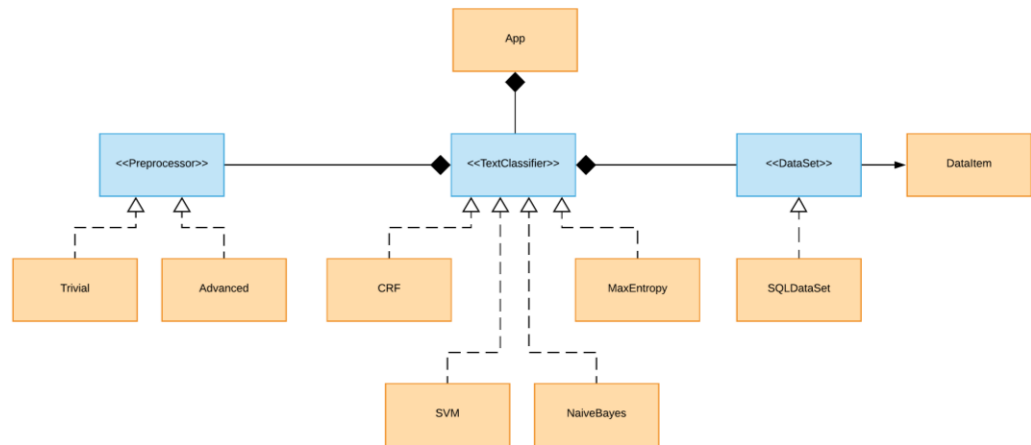 App
<<Preprocessor>>
<<TextClassifier>>
<<DataSet>>
DataItem
Trivial
Advanced
CRF
MaxEntropy
SQLDataSet
SVM
NaiveBayes